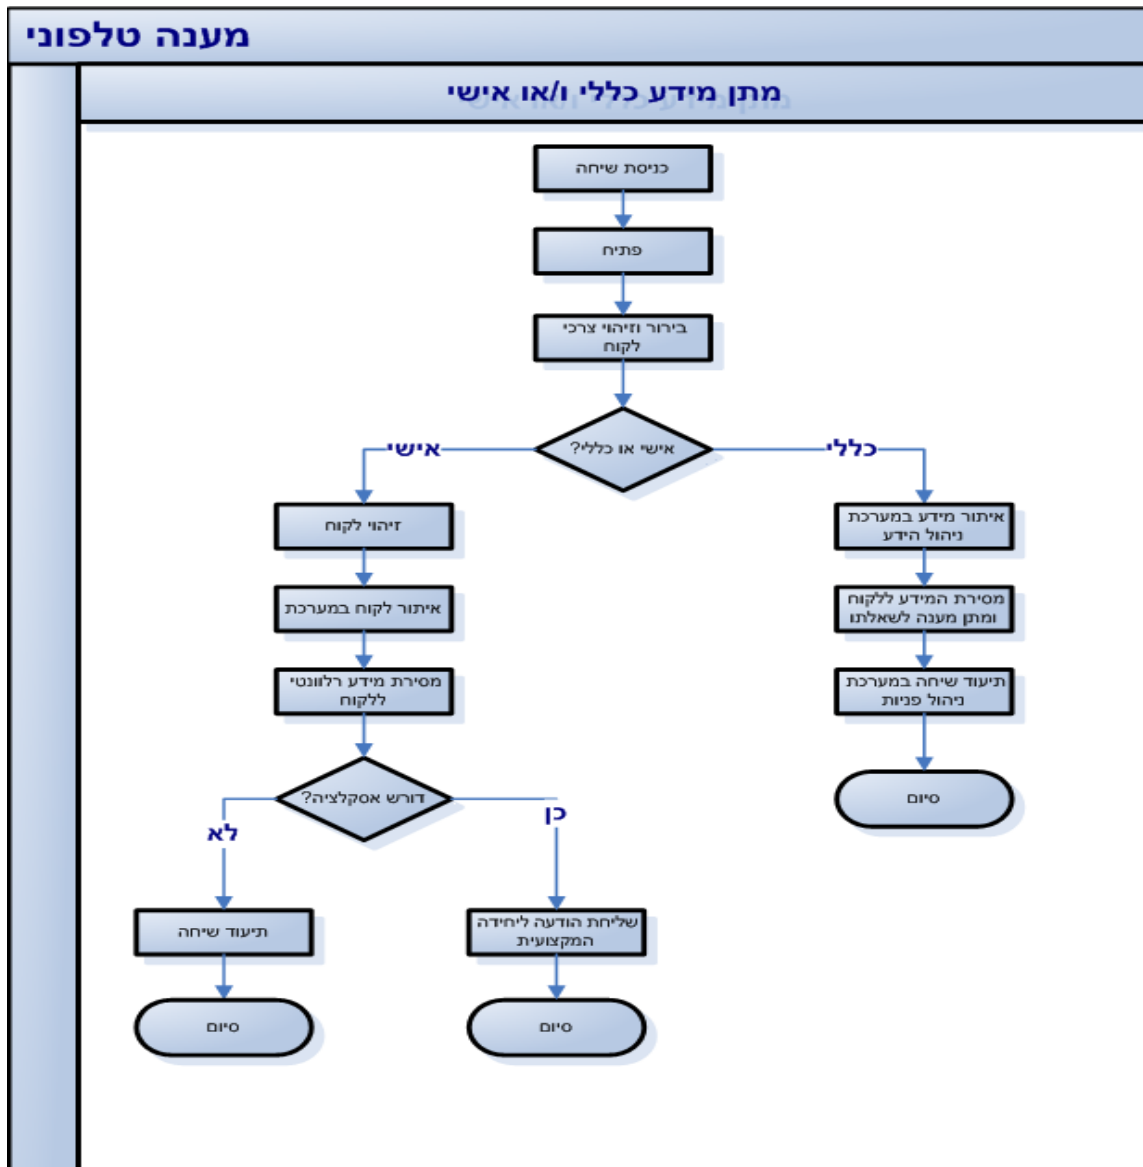 מענה טלפוני
מתן מידע כללי ו/או אישי
כניסת שיחה
פתיח
בירור וזיהוי צרכי
לקוח
אישי או כללי?
כללי
אישי
איתור מידע במערכת
ניהול הידע
מסירת המידע ללקוח
ומתן מענה לשאלתו
תיעוד שיחה במערכת
ניהול פניות
סיום
זיהוי לקוח
איתור לקוח במערכת
מסירת מידע רלוונטי
ללקוח
דורש אסקלציה?
כן
לא
שליחת הודעה ליחידה
המקצועית
סיום
תיעוד שיחה
סיום